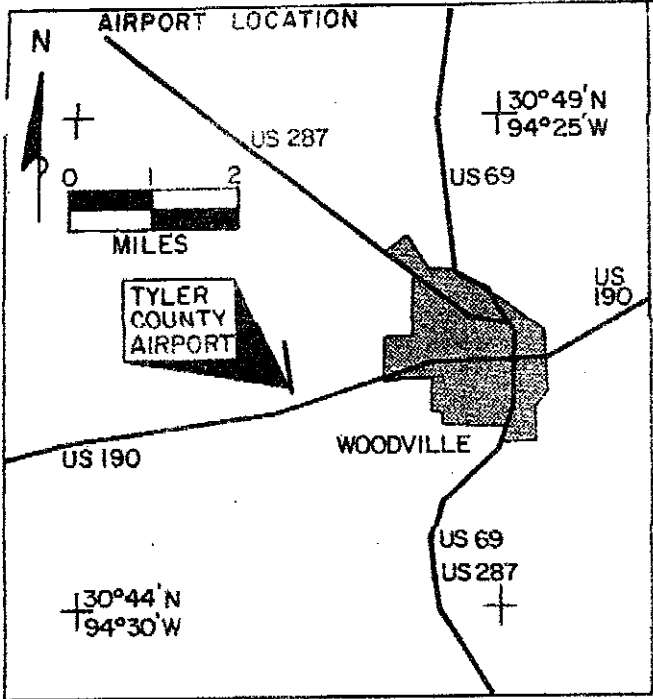 AIRPORT LOCATION
N
30°49'N
94°25'W
US 287
US 69
0 1 2
MILES
US
190
TYLER
COUNTY
AIRPORT
WOODVILLE
US 190
US 69
US 287
30°44'N
94°30'W